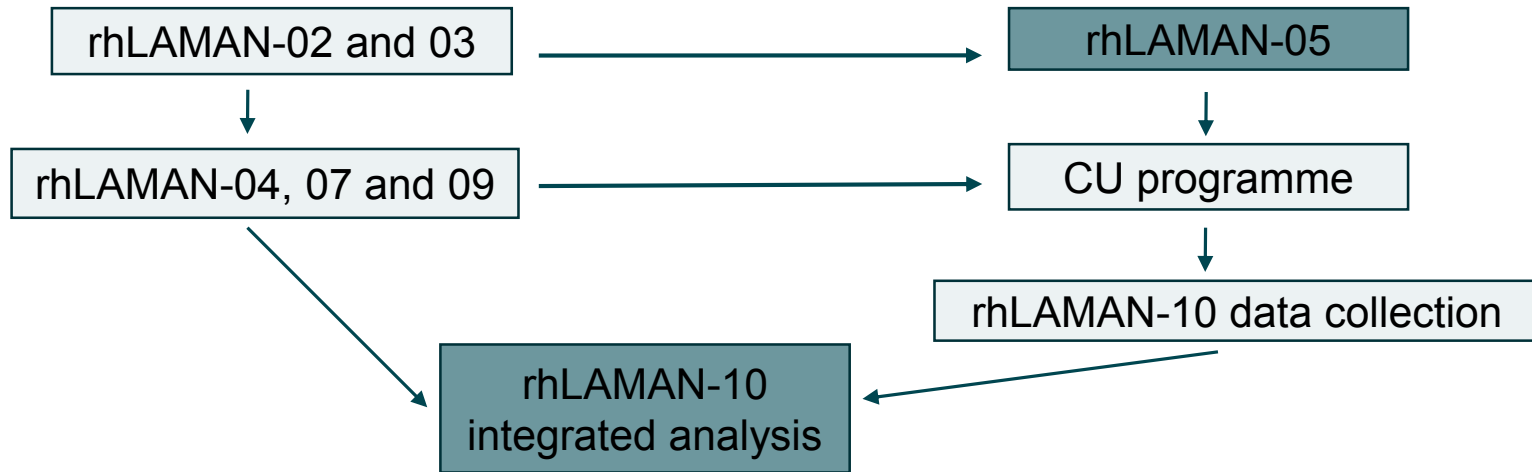 rhLAMAN-02 and 03
rhLAMAN-05
rhLAMAN-04, 07 and 09
CU programme
rhLAMAN-10 data collection
rhLAMAN-10
integrated analysis